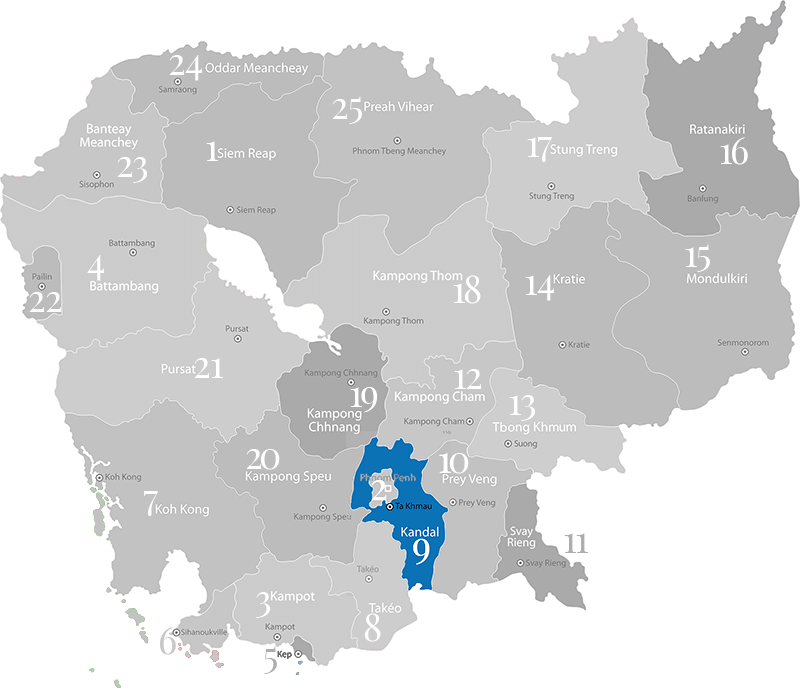 24 Oddar Meancheay
Samraong
25 Preah Vihear
Phnom Tbeng Meanchey
Banteay
Meanchey
23
Sisophon
1 Siem Reap
Siem Reap
17 Stung Treng
Stung Treng
Ratanakiri
16
Banlung
Battambang
4
Battambang
Pailin
22
Kampong Thom
18
Kampong Thom
14 Kratie
Kratie
15
Mondulkiri
Senmonorom
Pursat
Pursat 21
Kampong Chhnang
19
Kampong
Chhnang
12
Kampong Cham
Kampong Cham
13
Tbong Khmum
Suong
20
Kampong Speu
Kampong Speu
Phnom Penh
2
Ta Khmau
Kandal
9
10
Prey Veng
Prey Veng
Koh Kong
7 Koh Kong
Svay
Rieng
11
Svay Rieng
Takéo
Takéo
8
3 Kampot
Kampot
6 Sihanoukville
5 Kep